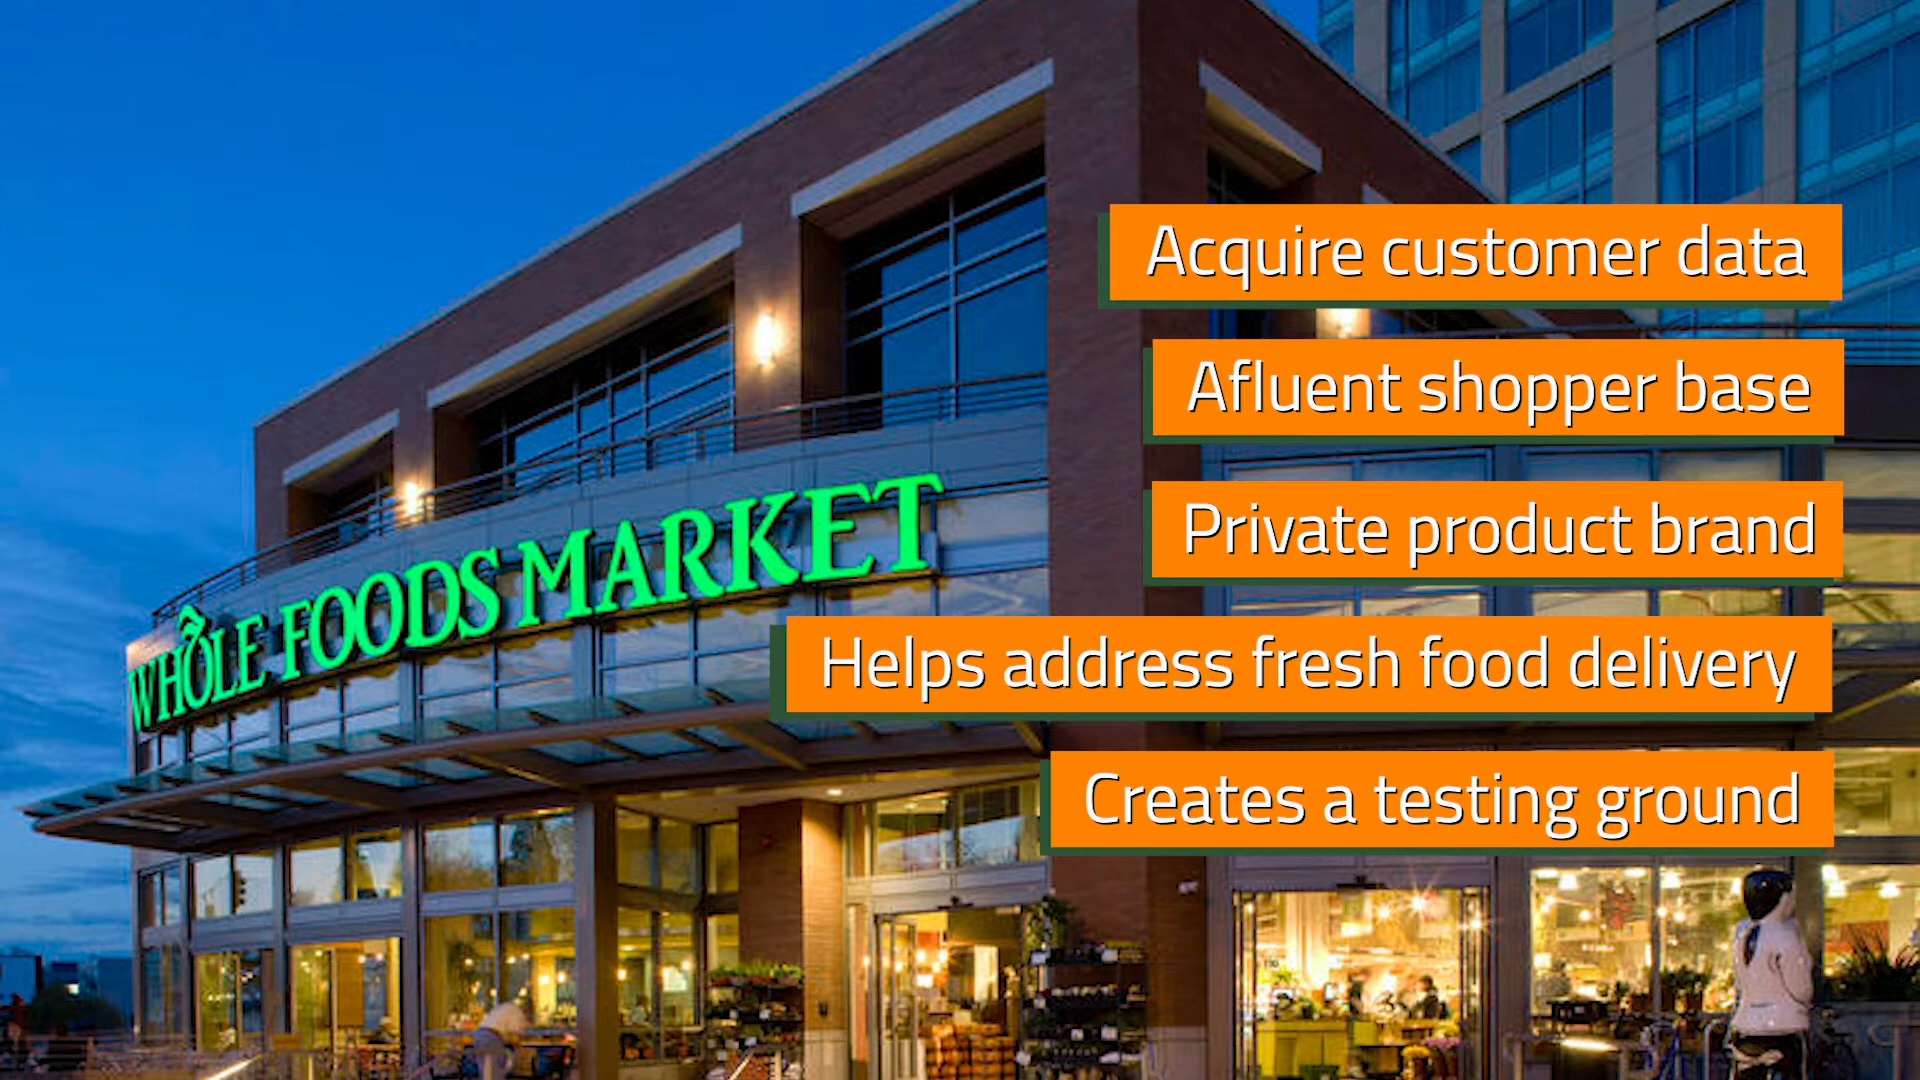 WHOLE FOODS MARKET
Acquire customer data
Afluent shopper base
Private product brand
Helps address fresh food delivery
Creates a testing ground